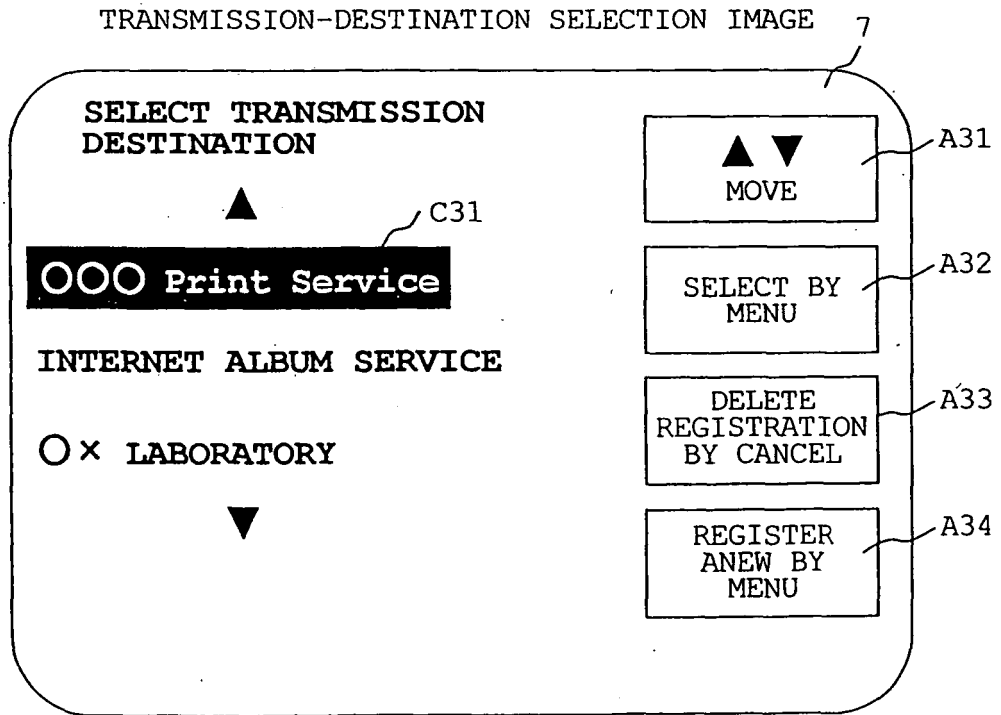 TRANSMISSION-DESTINATION SELECTION IMAGE
7
SELECT TRANSMISSION
DESTINATION
▲
C31
○○○ Print Service
INTERNET ALBUM SERVICE
○× LABORATORY
▼
▲ ▼
MOVE
A31
SELECT BY
MENU
A32
DELETE
REGISTRATION
BY CANCEL
A33
REGISTER
ANEW BY
MENU
A34